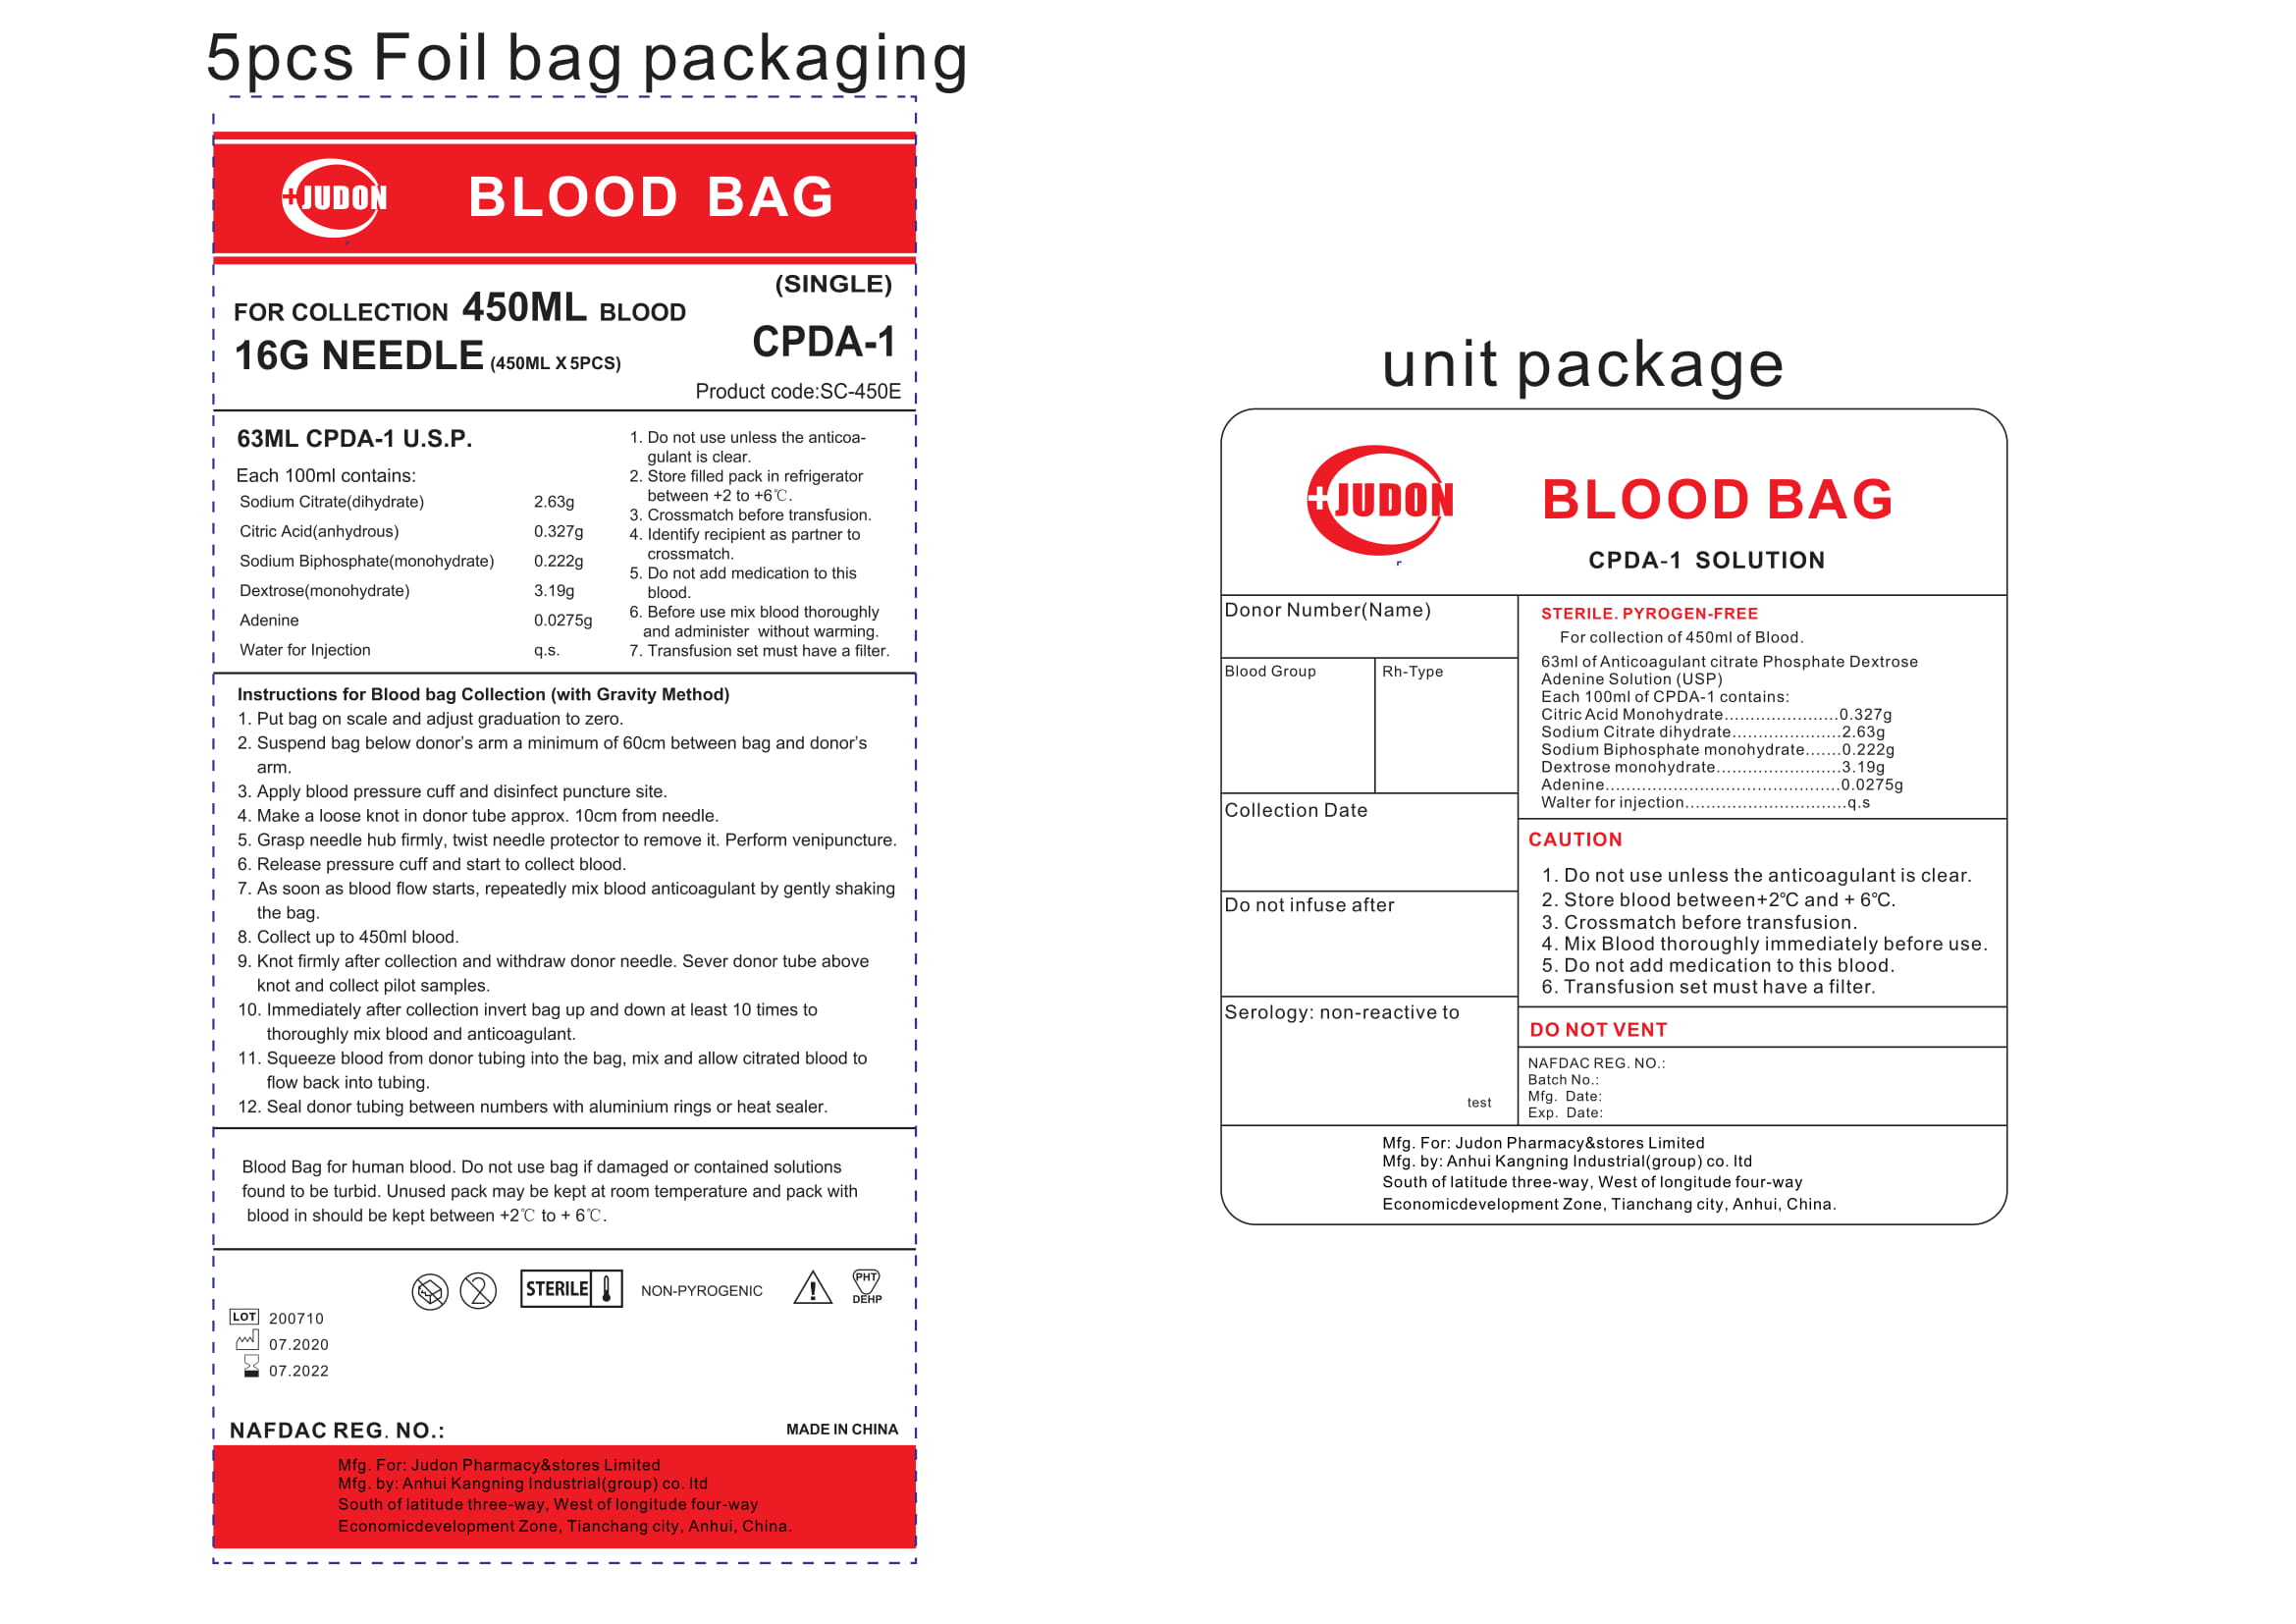 5pcs Foil bag packaging
JUDON
BLOOD BAG
(SINGLE)
FOR COLLECTION 450ML BLOOD
CPDA-1
16G NEEDLE (450ML X 5PCS)
Product code:SC-450E
63ML CPDA-1 U.S.P.
Each 100ml contains:
Sodium Citrate(dihydrate) 2.63g
Citric Acid(anhydrous) 0.327g
Sodium Biphosphate(monohydrate) 0.222g
Dextrose(monohydrate) 3.19g
Adenine 0.0275g
Water for Injection q.s.
1. Do not use unless the anticoa-
gulant is clear.
2. Store filled pack in refrigerator
between +2 to +6℃.
3. Crossmatch before transfusion.
4. Identify recipient as partner to
crossmatch.
5. Do not add medication to this
blood.
6. Before use mix blood thoroughly
and administer without warming.
7. Transfusion set must have a filter.
Instructions for Blood bag Collection (with Gravity Method)
1. Put bag on scale and adjust graduation to zero.
2. Suspend bag below donor's arm a minimum of 60cm between bag and donor's
arm.
3. Apply blood pressure cuff and disinfect puncture site.
4. Make a loose knot in donor tube approx. 10cm from needle.
5. Grasp needle hub firmly, twist needle protector to remove it. Perform venipuncture.
6. Release pressure cuff and start to collect blood.
7. As soon as blood flow starts, repeatedly mix blood anticoagulant by gently shaking
the bag.
8. Collect up to 450ml blood.
9. Knot firmly after collection and withdraw donor needle. Sever donor tube above
knot and collect pilot samples.
10. Immediately after collection invert bag up and down at least 10 times to
thoroughly mix blood and anticoagulant.
11. Squeeze blood from donor tubing into the bag, mix and allow citrated blood to
flow back into tubing.
12. Seal donor tubing between numbers with aluminium rings or heat sealer.
Blood Bag for human blood. Do not use bag if damaged or contained solutions
found to be turbid. Unused pack may be kept at room temperature and pack with
blood in should be kept between +2℃ to + 6℃.
2
STERILE
NON-PYROGENIC
!
PHT
DEHP
LOT 200710
07.2020
07.2022
NAFDAC REG. NO.:
MADE IN CHINA
Mfg. For: Judon Pharmacy&stores Limited
Mfg. by: Anhui Kangning Industrial(group) co. ltd
South of latitude three-way, West of longitude four-way
Economicdevelopment Zone, Tianchang city, Anhui, China.
unit package
JUDON
BLOOD BAG
CPDA-1 SOLUTION
Donor Number(Name)
Blood Group
Rh-Type
Collection Date
Do not infuse after
Serology: non-reactive to
test
STERILE. PYROGEN-FREE
For collection of 450ml of Blood.
63ml of Anticoagulant citrate Phosphate Dextrose
Adenine Solution (USP)
Each 100ml of CPDA-1 contains:
Citric Acid Monohydrate......................0.327g
Sodium Citrate dihydrate.....................2.63g
Sodium Biphosphate monohydrate.......0.222g
Dextrose monohydrate........................3.19g
Adenine.............................................0.0275g
Walter for injection...............................q.s
CAUTION
1. Do not use unless the anticoagulant is clear.
2. Store blood between+2℃ and + 6℃.
3. Crossmatch before transfusion.
4. Mix Blood thoroughly immediately before use.
5. Do not add medication to this blood.
6. Transfusion set must have a filter.
DO NOT VENT
NAFDAC REG. NO.:
Batch No.:
Mfg. Date:
Exp. Date:
Mfg. For: Judon Pharmacy&stores Limited
Mfg. by: Anhui Kangning Industrial(group) co. ltd
South of latitude three-way, West of longitude four-way
Economicdevelopment Zone, Tianchang city, Anhui, China.